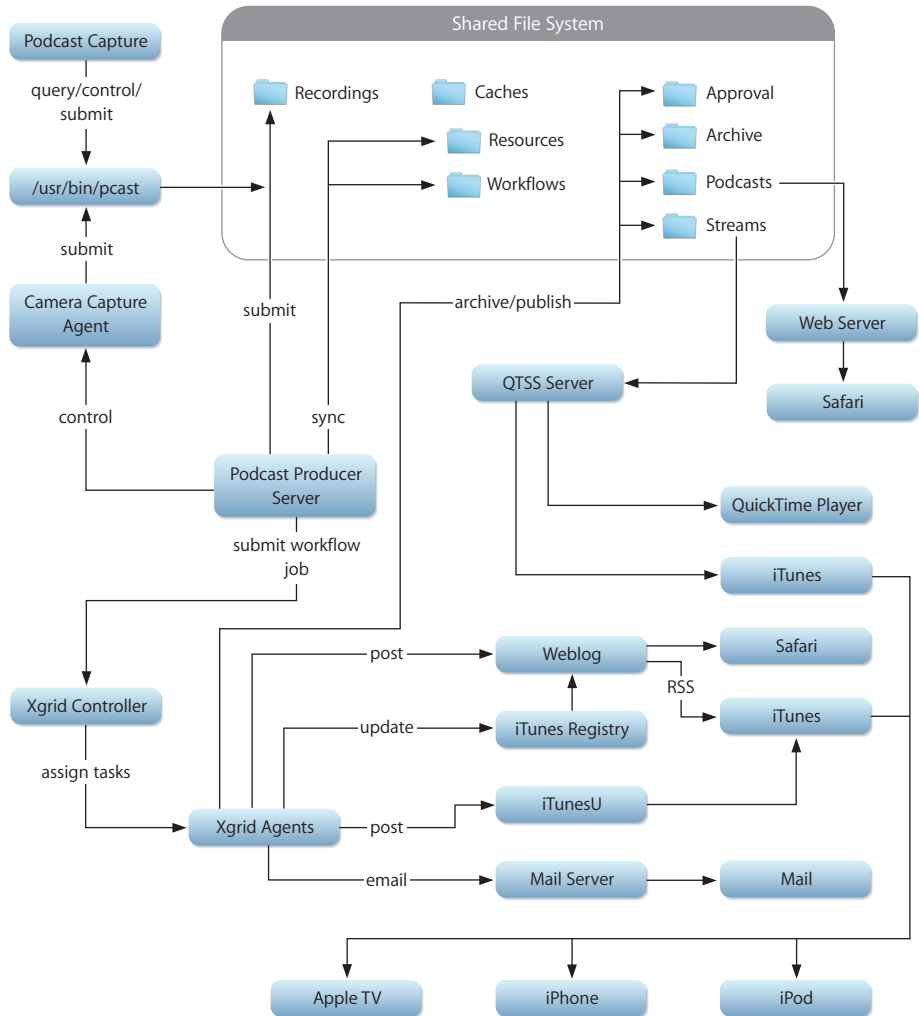 Shared File System
Podcast Capture
query/control/
submit
/usr/bin/pcast
submit
Camera Capture
Agent
control
Recordings
Caches
Resources
Workflows
Approval
Archive
Podcasts
Streams
submit
sync
archive/publish
Web Server
Safari
QTSS Server
Podcast Producer
Server
submit workflow
job
QuickTime Player
iTunes
Xgrid Controller
assign tasks
Xgrid Agents
post
Weblog
Safari
RSS
update
iTunes Registry
iTunes
post
iTunesU
email
Mail Server
Mail
Apple TV
iPhone
iPod